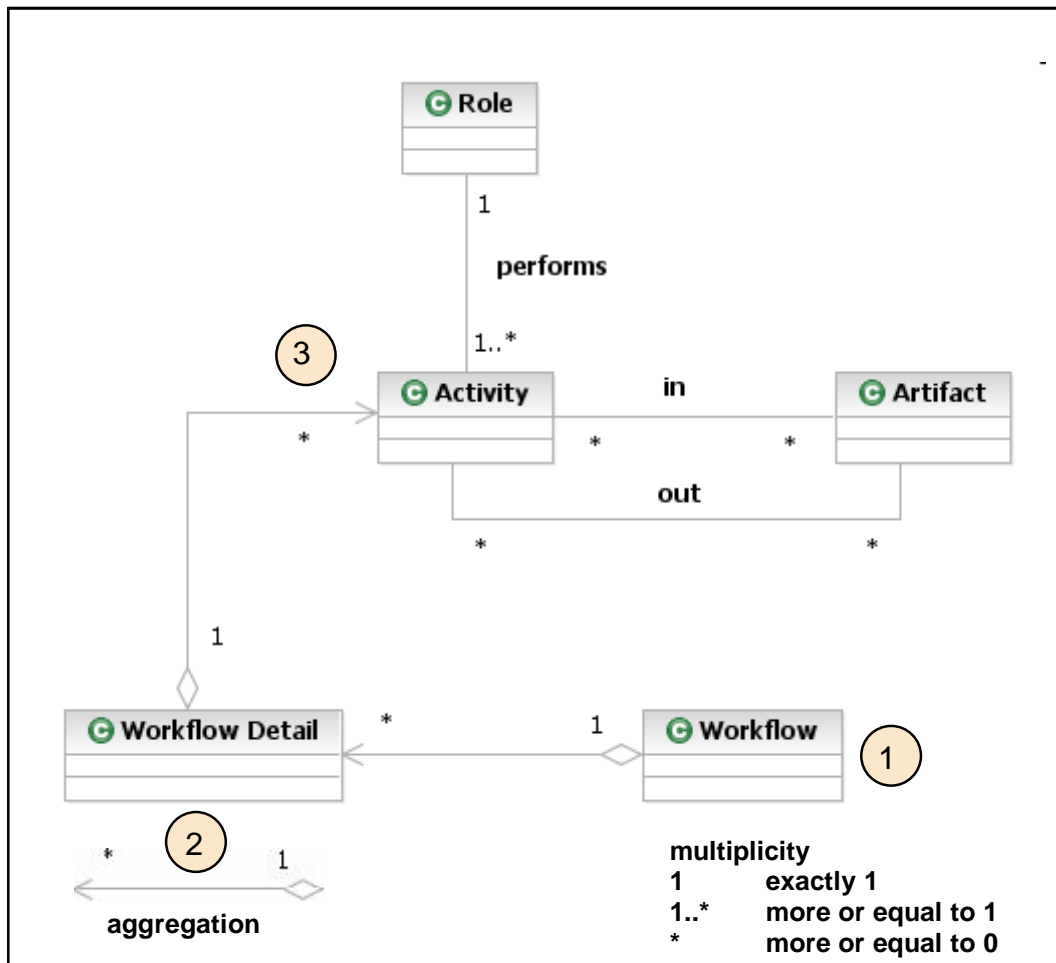 C Role
1
performs
1..*
3
C Activity
in
C Artifact
*
*
*
out
*
*
1
C Workflow Detail
*
1
C Workflow
1
2
*
1
aggregation
multiplicity
1 exactly 1
1..* more or equal to 1
* more or equal to 0